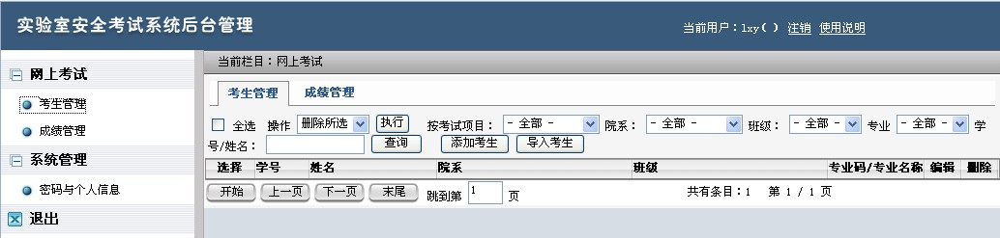 实验室安全考试系统后台管理
当前用户：lxy( ) 注销 使用说明
网上考试
考生管理
成绩管理
系统管理
密码与个人信息
退出
当前栏目：网上考试
考生管理 成绩管理
全选 操作 删除所选 执行 按考试项目： - 全部 - 院系： - 全部 - 班级： - 全部 - 专业 - 全部 - 学
号/姓名： 查询 添加考生 导入考生
选择 学号 姓名 院系 班级 专业码/专业名称 编辑 删除
开始 上一页 下一页 末尾 跳到第 1 页 共有条目：1 第 1 / 1 页